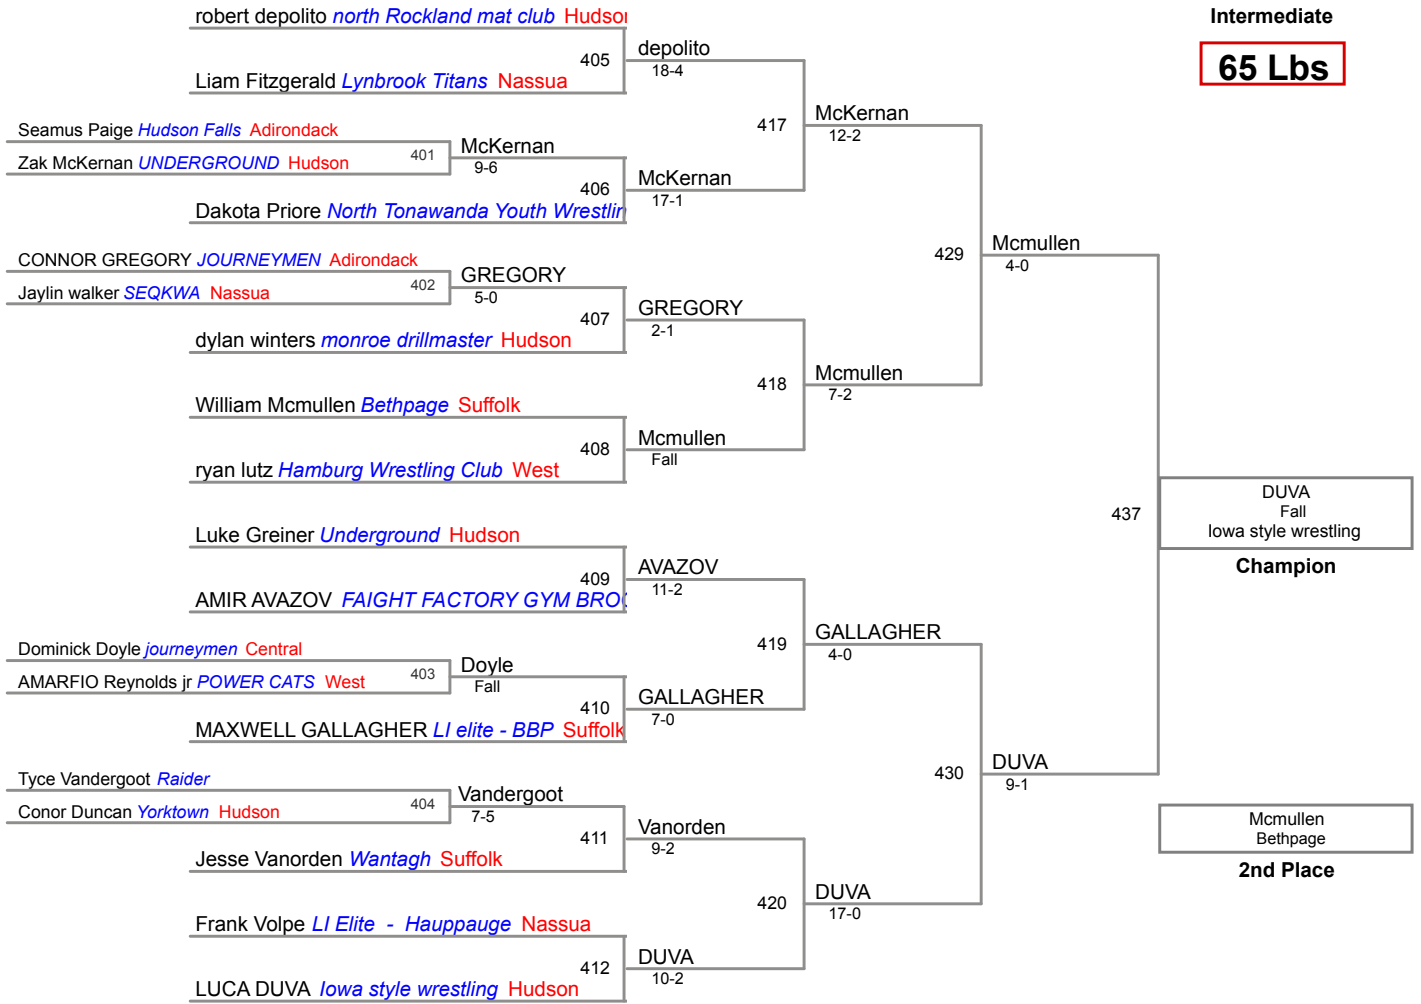 robert depolito north Rockland mat club Hudson
Intermediate
65 Lbs
405
depolito
18-4
Liam Fitzgerald Lynbrook Titans Nassua
Seamus Paige Hudson Falls Adirondack
Zak McKernan UNDERGROUND Hudson
401
McKernan
9-6
417
McKernan
12-2
406
McKernan
17-1
Dakota Priore North Tonawanda Youth Wrestlin
CONNOR GREGORY JOURNEYMEN Adirondack
Jaylin walker SEQKWA Nassua
402
GREGORY
5-0
429
Mcmullen
4-0
407
GREGORY
2-1
dylan winters monroe drillmaster Hudson
418
Mcmullen
7-2
William Mcmullen Bethpage Suffolk
408
Mcmullen
Fall
ryan lutz Hamburg Wrestling Club West
437
DUVA
Fall
Iowa style wrestling
Champion
Luke Greiner Underground Hudson
409
AVAZOV
11-2
AMIR AVAZOV FAIGHT FACTORY GYM BROO
419
GALLAGHER
4-0
Dominick Doyle journeymen Central
AMARFIO Reynolds jr POWER CATS West
403
Doyle
Fall
410
GALLAGHER
7-0
MAXWELL GALLAGHER LI elite - BBP Suffolk
430
DUVA
9-1
Tyce Vandergoot Raider
Conor Duncan Yorktown Hudson
404
Vandergoot
7-5
411
Vanorden
9-2
Jesse Vanorden Wantagh Suffolk
Mcmullen
Bethpage
2nd Place
420
DUVA
17-0
Frank Volpe LI Elite - Hauppauge Nassua
412
DUVA
10-2
LUCA DUVA Iowa style wrestling Hudson